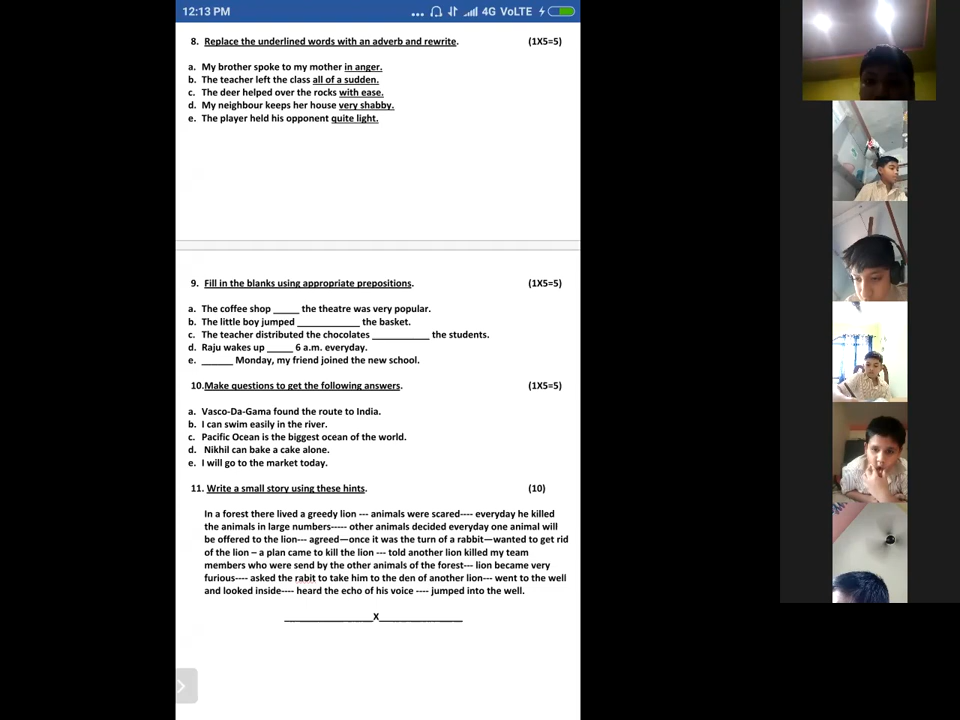 12:13 PM
... 4G VoLTE
8. Replace the underlined words with an adverb and rewrite. (1X5=5)
a. My brother spoke to my mother in anger.
b. The teacher left the class all of a sudden.
c. The deer helped over the rocks with ease.
d. My neighbour keeps her house very shabby.
e. The player held his opponent quite light.
9. Fill in the blanks using appropriate prepositions. (1X5=5)
a. The coffee shop _____ the theatre was very popular.
b. The little boy jumped ____________ the basket.
c. The teacher distributed the chocolates ___________ the students.
d. Raju wakes up _____ 6 a.m. everyday.
e. ______ Monday, my friend joined the new school.
10.Make questions to get the following answers. (1X5=5)
a. Vasco-Da-Gama found the route to India.
b. I can swim easily in the river.
c. Pacific Ocean is the biggest ocean of the world.
d. Nikhil can bake a cake alone.
e. I will go to the market today.
11. Write a small story using these hints. (10)
In a forest there lived a greedy lion --- animals were scared---- everyday he killed
the animals in large numbers----- other animals decided everyday one animal will
be offered to the lion--- agreed—once it was the turn of a rabbit—wanted to get rid
of the lion – a plan came to kill the lion --- told another lion killed my team
members who were send by the other animals of the forest--- lion became very
furious---- asked the rabit to take him to the den of another lion--- went to the well
and looked inside---- heard the echo of his voice ---- jumped into the well.
_________________X________________